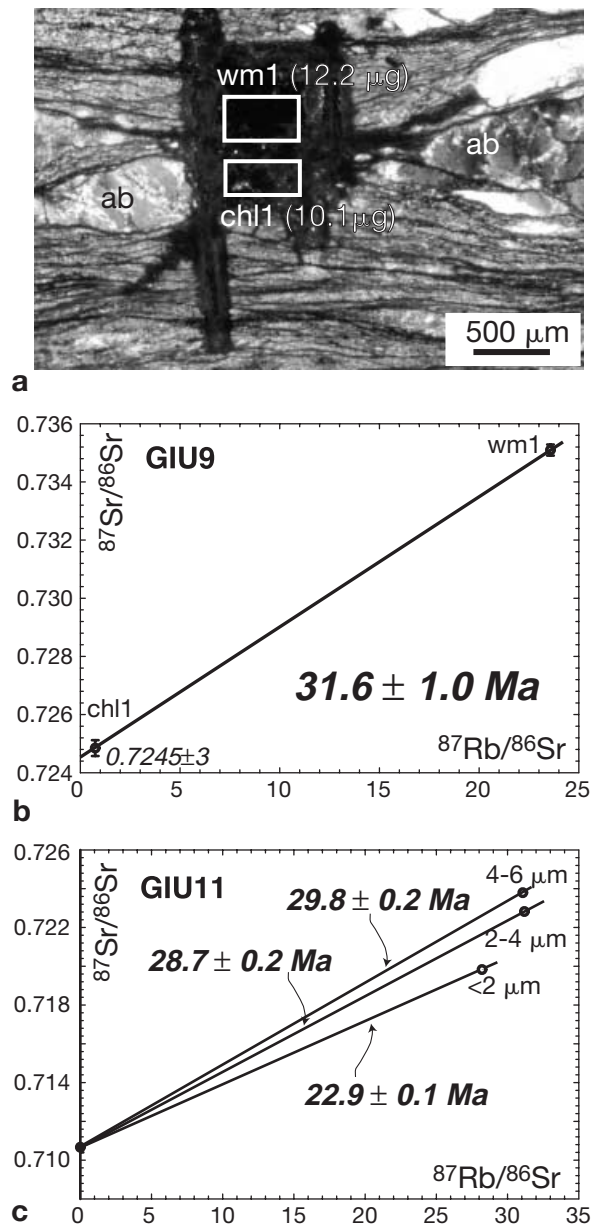 wm1 (12.2 μg)
ab
ab
chl1 (10.1μg)
500 μm
a
0.736
0.734
0.732
0.730
0.728
0.726
0.724
⁸⁷Sr/⁸⁶Sr
GIU9
wm1
31.6 ± 1.0 Ma
chl1
0.7245±3
⁸⁷Rb/⁸⁶Sr
0 5 10 15 20 25
b
0.726
0.722
0.718
0.714
0.710
⁸⁷Sr/⁸⁶Sr
GIU11
4-6 μm
29.8 ± 0.2 Ma
2-4 μm
28.7 ± 0.2 Ma
<2 μm
22.9 ± 0.1 Ma
⁸⁷Rb/⁸⁶Sr
0 5 10 15 20 25 30 35
c